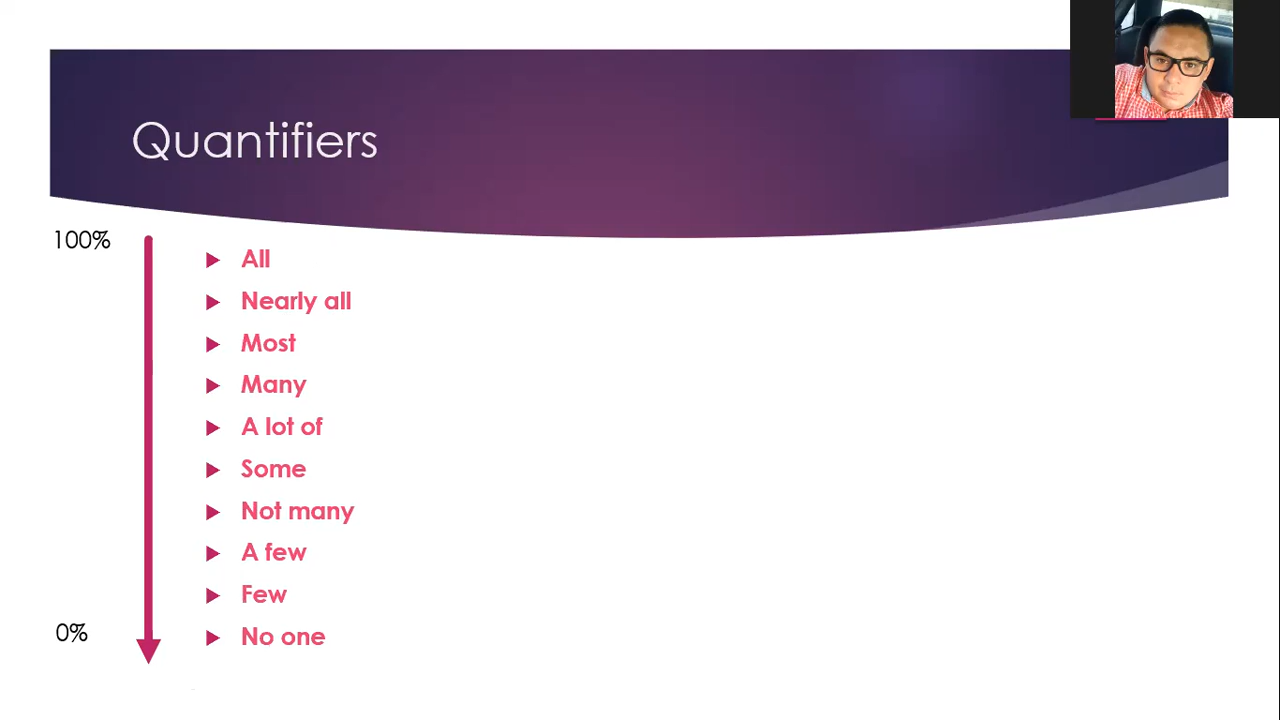 Quantifiers
100%
All
Nearly all
Most
Many
A lot of
Some
Not many
A few
Few
0%
No one